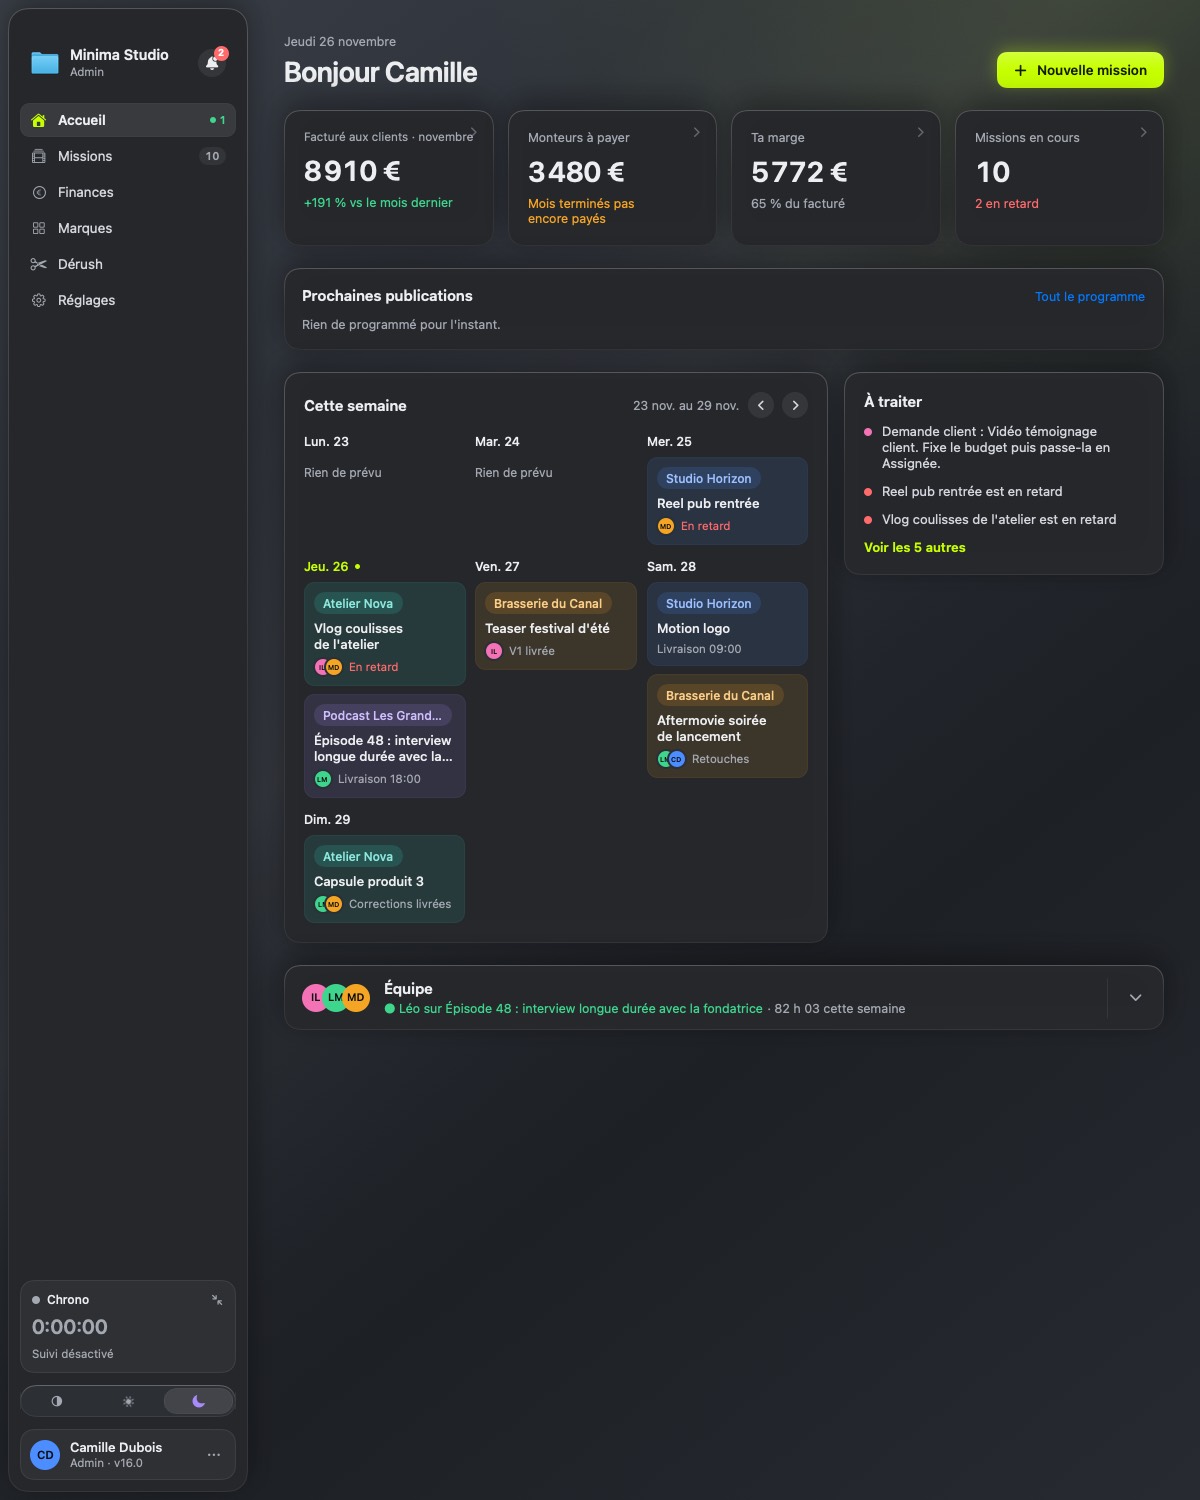 Minima Studio
Admin
2
Accueil
1
Missions
10
Finances
Marques
Dérush
Réglages
Chrono
0:00:00
Suivi désactivé
CD
Camille Dubois
Admin · v16.0
Jeudi 26 novembre
Bonjour Camille
+ Nouvelle mission
Facturé aux clients · novembre
8 910 €
+191 % vs le mois dernier
Monteurs à payer
3 480 €
Mois terminés pas
encore payés
Ta marge
5 772 €
65 % du facturé
Missions en cours
10
2 en retard
Prochaines publications
Tout le programme
Rien de programmé pour l'instant.
Cette semaine
23 nov. au 29 nov.
Lun. 23
Rien de prévu
Mar. 24
Rien de prévu
Mer. 25
Studio Horizon
Reel pub rentrée
MD En retard
Jeu. 26
Atelier Nova
Vlog coulisses
de l'atelier
MD En retard
Podcast Les Grand…
Épisode 48 : interview
longue durée avec la…
LM Livraison 18:00
Ven. 27
Brasserie du Canal
Teaser festival d'été
IL V1 livrée
Sam. 28
Studio Horizon
Motion logo
Livraison 09:00
Brasserie du Canal
Aftermovie soirée
de lancement
CD Retouches
Dim. 29
Atelier Nova
Capsule produit 3
MD Corrections livrées
À traiter
Demande client : Vidéo témoignage
client. Fixe le budget puis passe-la en
Assignée.
Reel pub rentrée est en retard
Vlog coulisses de l'atelier est en retard
Voir les 5 autres
IL LM MD
Équipe
Léo sur Épisode 48 : interview longue durée avec la fondatrice · 82 h 03 cette semaine